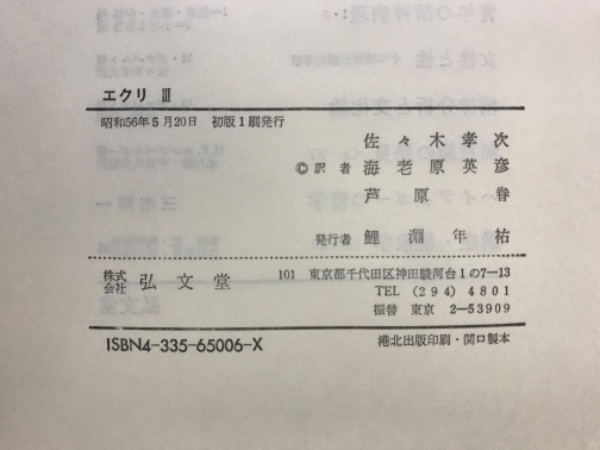 エクリ Ⅲ
昭和56年5月20日 初版1刷発行
佐々木孝次
©訳者 海老原英彦
芦原眷
発行者 鯉淵年祐
株式会社 弘文堂 101 東京都千代田区神田駿河台1の7-13
TEL (294) 4801
振替 東京 2-53909
ISBN4-335-65006-X
港北出版印刷・関口製本